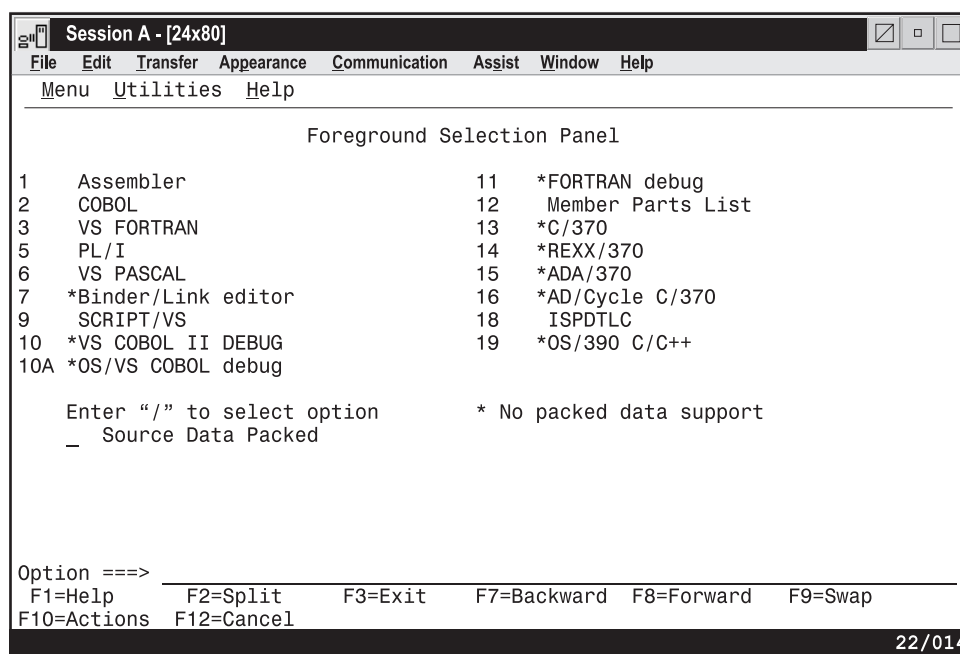 Session A - [24x80]
File Edit Transfer Appearance Communication Assist Window Help
Menu Utilities Help
Foreground Selection Panel
1 Assembler 11 *FORTRAN debug
2 COBOL 12 Member Parts List
3 VS FORTRAN 13 *C/370
5 PL/I 14 *REXX/370
6 VS PASCAL 15 *ADA/370
7 *Binder/Link editor 16 *AD/Cycle C/370
9 SCRIPT/VS 18 ISPDTLC
10 *VS COBOL II DEBUG 19 *OS/390 C/C++
10A *OS/VS COBOL debug
Enter “/” to select option * No packed data support
_ Source Data Packed
Option ===>
F1=Help F2=Split F3=Exit F7=Backward F8=Forward F9=Swap
F10=Actions F12=Cancel
22/014